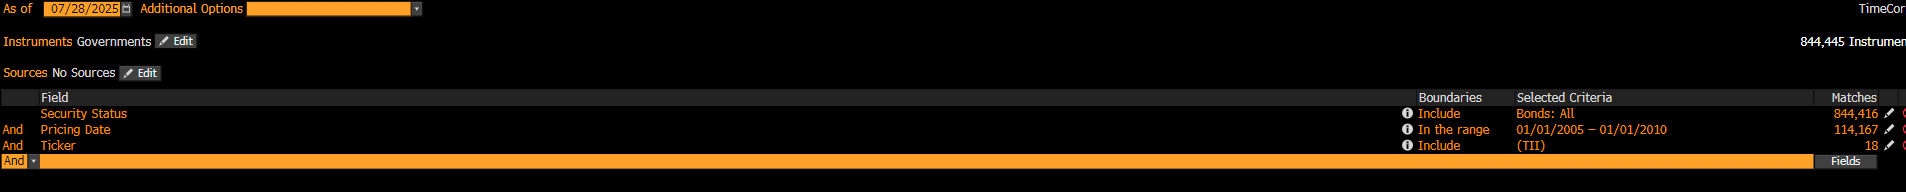 As of 07/28/2025 Additional Options TimeCor
Instruments Governments Edit 844,445 Instrumen
Sources No Sources Edit
Field Boundaries Selected Criteria Matches
Security Status Include Bonds: All 844,416
And Pricing Date In the range 01/01/2005 – 01/01/2010 114,167
And Ticker Include (TII) 18
And Fields